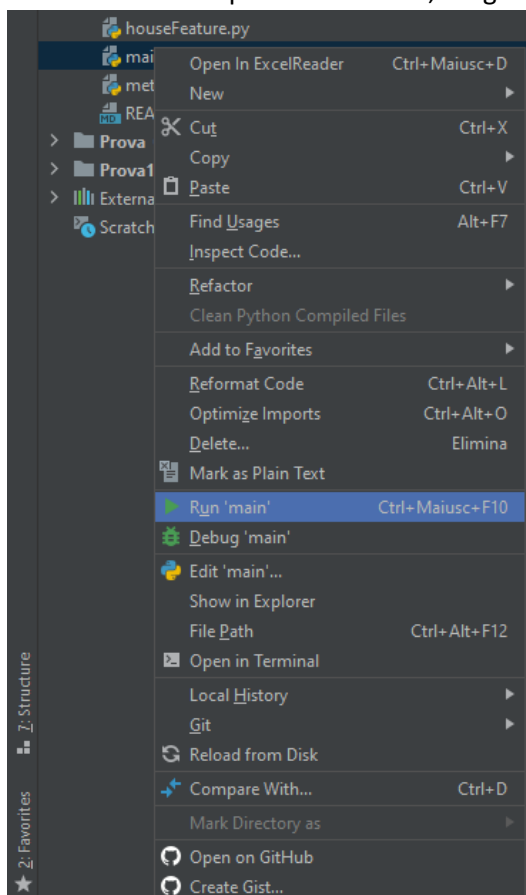 houseFeature.py
mai
met
REA
Prova
Prova1
Externa
Scratch
Open In ExcelReader Ctrl+Maiusc+D
New
Cut Ctrl+X
Copy
Paste Ctrl+V
Find Usages Alt+F7
Inspect Code...
Refactor
Clean Python Compiled Files
Add to Favorites
Reformat Code Ctrl+Alt+L
Optimize Imports Ctrl+Alt+O
Delete... Elimina
Mark as Plain Text
Run 'main' Ctrl+Maiusc+F10
Debug 'main'
Edit 'main'...
Show in Explorer
File Path Ctrl+Alt+F12
Open in Terminal
Local History
Git
Reload from Disk
Compare With... Ctrl+D
Mark Directory as
Open on GitHub
Create Gist...
7: Structure
2: Favorites